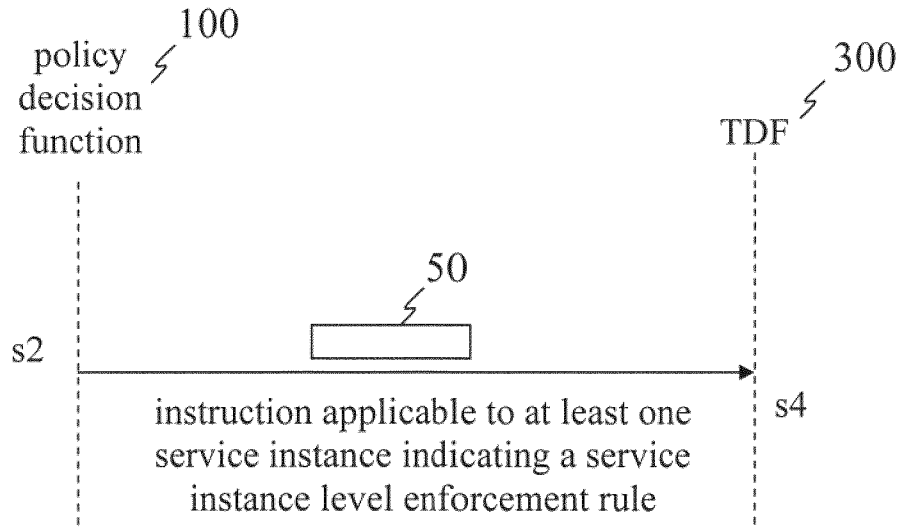 policy
decision
function
100
300
TDF
50
s2
s4
instruction applicable to at least one
service instance indicating a service
instance level enforcement rule